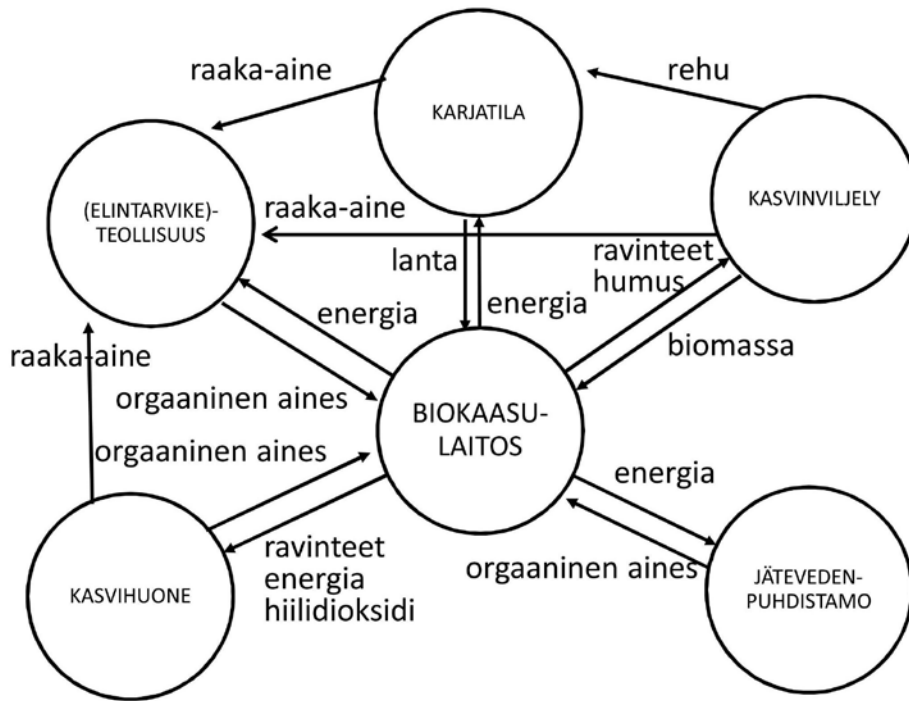 raaka-aine
rehu
KARJATILA
(ELINTARVIKE)-
TEOLLISUUS
KASVINVILJELY
raaka-aine
lanta
energia
ravinteet
humus
energia
raaka-aine
biomassa
orgaaninen aines
BIOKAASU-
LAITOS
orgaaninen aines
energia
orgaaninen aines
ravinteet
energia
hiilidioksidi
KASVIHUONE
JÄTEVEDEN-
PUHDISTAMO